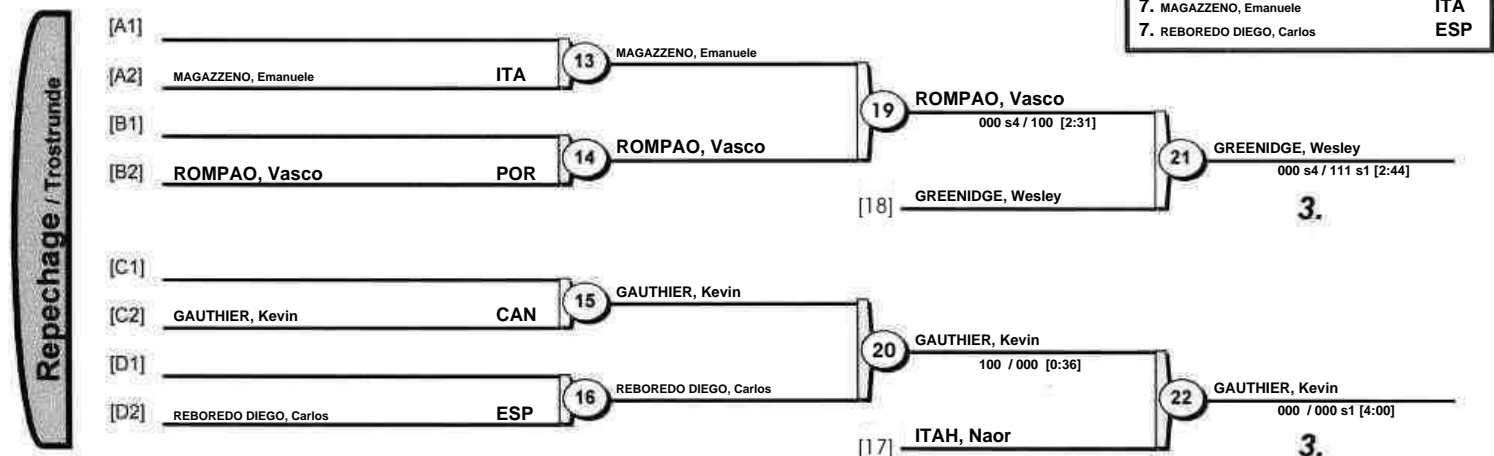 7. MAGAZZENO, Emanuele ITA
7. REBOREDO DIEGO, Carlos ESP
Repechage / Trostrunde
[A1]
[A2] MAGAZZENO, Emanuele ITA
13 MAGAZZENO, Emanuele
[B1]
[B2] ROMPAO, Vasco POR
14 ROMPAO, Vasco
19 ROMPAO, Vasco
000 s4 / 100 [2:31]
[18] GREENIDGE, Wesley
21 GREENIDGE, Wesley
000 s4 / 111 s1 [2:44]
3.
[C1]
[C2] GAUTHIER, Kevin CAN
15 GAUTHIER, Kevin
[D1]
[D2] REBOREDO DIEGO, Carlos ESP
16 REBOREDO DIEGO, Carlos
20 GAUTHIER, Kevin
100 / 000 [0:36]
[17] ITAH, Naor
22 GAUTHIER, Kevin
000 / 000 s1 [4:00]
3.